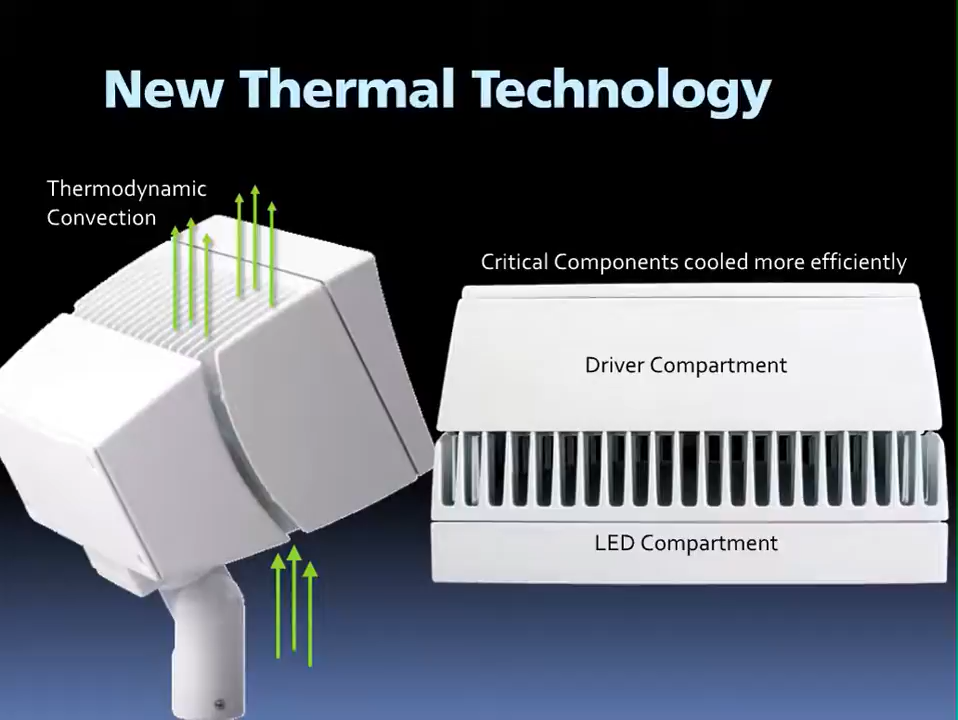 New Thermal Technology
Thermodynamic
Convection
Critical Components cooled more efficiently
Driver Compartment
LED Compartment